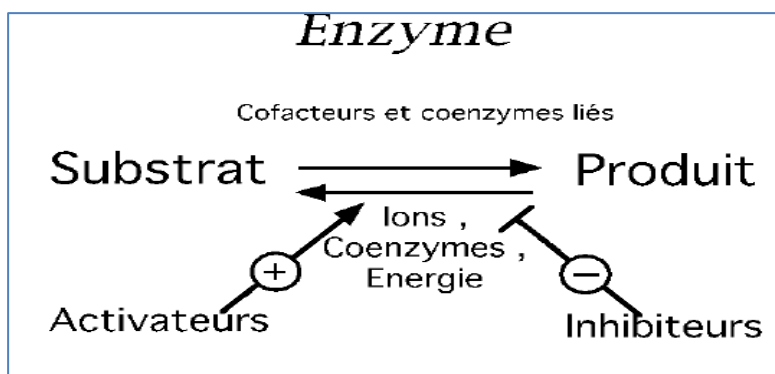 Enzyme
Cofacteurs et coenzymes liés
Substrat
Produit
Ions ,
Coenzymes ,
Energie
+
−
Activateurs
Inhibiteurs